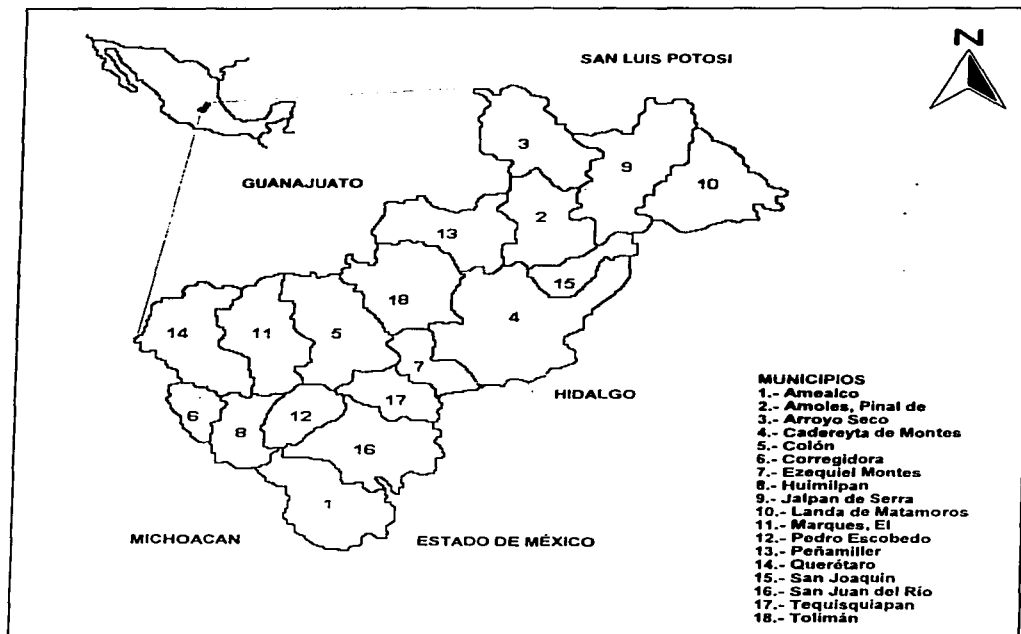 SAN LUIS POTOSI
N
GUANAJUATO
3
9
10
2
13
15
18
4
14
11
5
7
6
8
12
17
16
1
HIDALGO
MICHOACAN
ESTADO DE MÉXICO
MUNICIPIOS
1.- Amealco
2.- Amoles, Pinal de
3.- Arroyo Seco
4.- Cadereyta de Montes
5.- Colón
6.- Corregidora
7.- Ezequiel Montes
8.- Huimilpan
9.- Jalpan de Serra
10.- Landa de Matamoros
11.- Marques, El
12.- Pedro Escobedo
13.- Peñamiller
14.- Querétaro
15.- San Joaquin
16.- San Juan del Río
17.- Tequisquiapan
18.- Tolimán